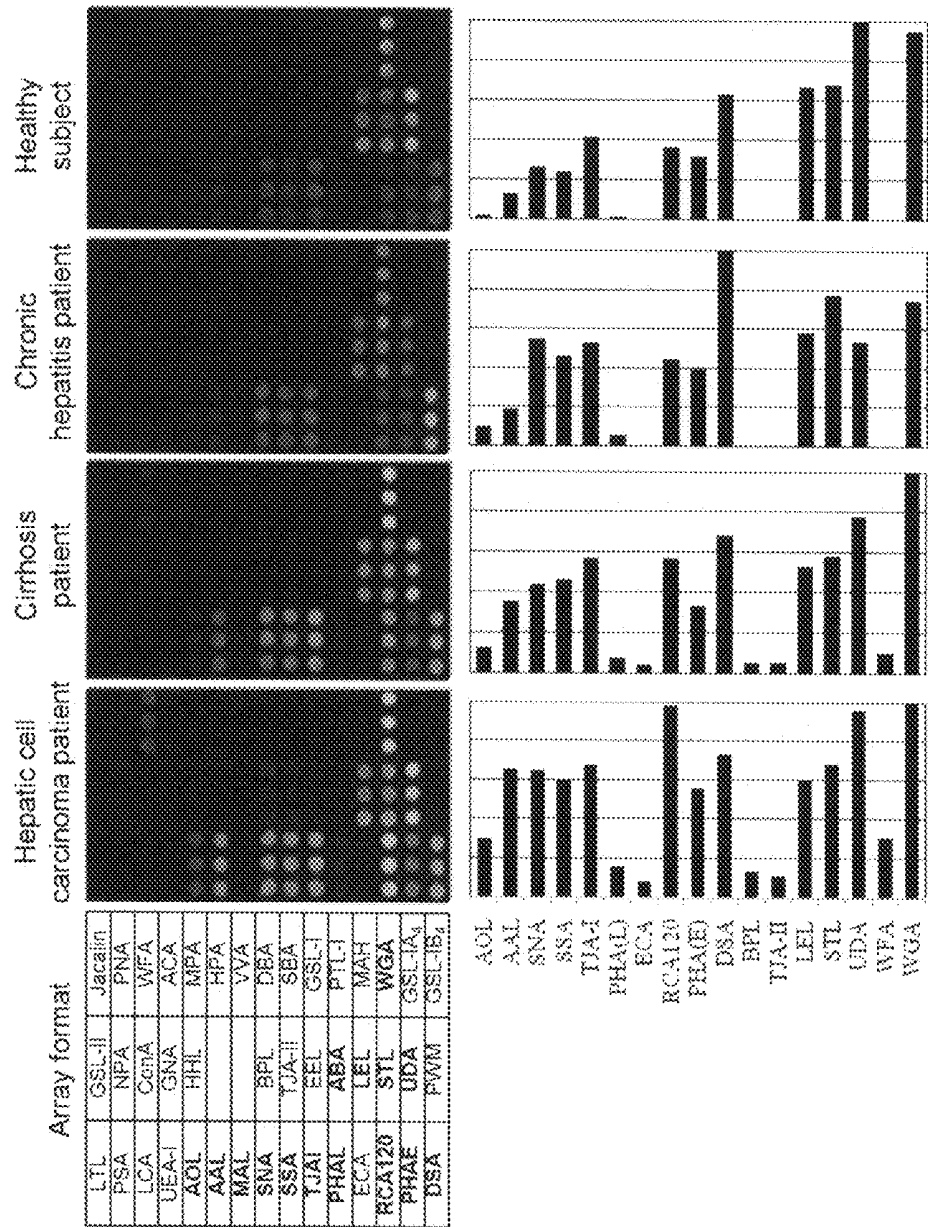 Array format
LTL GSL-II Jacain
PSA NPA PNA
LCA ConA WFA
UEA-I GNA ACA
AOL HHL MPA
AAL HPA
MAL VVA
SNA BPL DBA
SSA TJA-II SBA
TJAI EEL GSL-I
PHAL ABA PTL-I
ECA LEL MAH
RCA120 STL WGA
PHAE UDA GSL-IA4
DSA PWM GSL-IB4
Hepatic cell
carcinoma patient
Cirrhosis
patient
Chronic
hepatitis patient
Healthy
subject
AOL
AAL
SNA
SSA
TJA-I
PHA(L)
ECA
RCA120
PHA(E)
DSA
BPL
TJA-II
LEL
STL
UDA
WFA
WGA